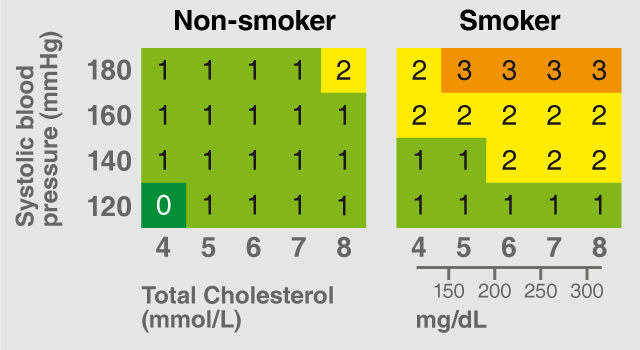 Non-smoker Smoker
Systolic blood
pressure (mmHg)
180 1 1 1 1 2 2 3 3 3 3
160 1 1 1 1 1 2 2 2 2 2
140 1 1 1 1 1 1 1 2 2 2
120 0 1 1 1 1 1 1 1 1 1
4 5 6 7 8 4 5 6 7 8
Total Cholesterol
(mmol/L)
150 200 250 300
mg/dL